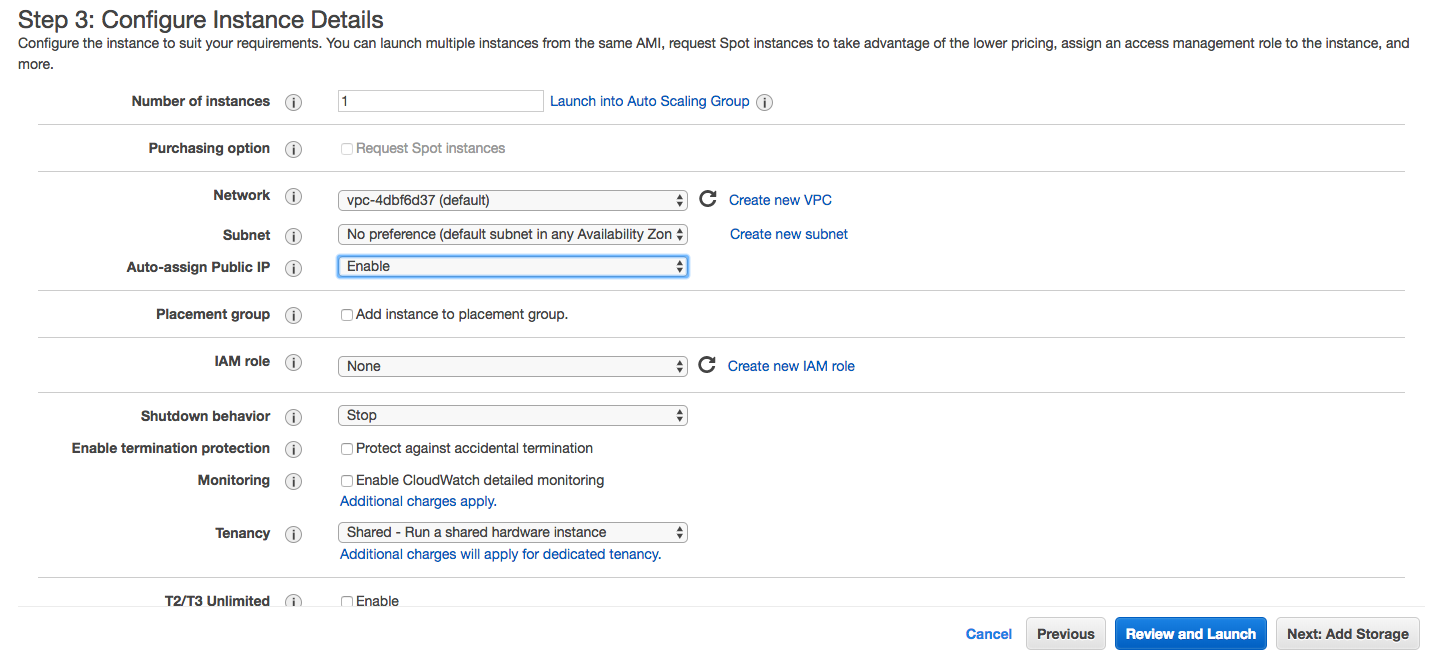 Step 3: Configure Instance Details
Configure the instance to suit your requirements. You can launch multiple instances from the same AMI, request Spot instances to take advantage of the lower pricing, assign an access management role to the instance, and
more.
Number of instances i 1 Launch into Auto Scaling Group i
Purchasing option i Request Spot instances
Network i vpc-4dbf6d37 (default) Create new VPC
Subnet i No preference (default subnet in any Availability Zon Create new subnet
Auto-assign Public IP i Enable
Placement group i Add instance to placement group.
IAM role i None Create new IAM role
Shutdown behavior i Stop
Enable termination protection i Protect against accidental termination
Monitoring i Enable CloudWatch detailed monitoring
Additional charges apply.
Tenancy i Shared - Run a shared hardware instance
Additional charges will apply for dedicated tenancy.
T2/T3 Unlimited i Enable
Cancel Previous Review and Launch Next: Add Storage